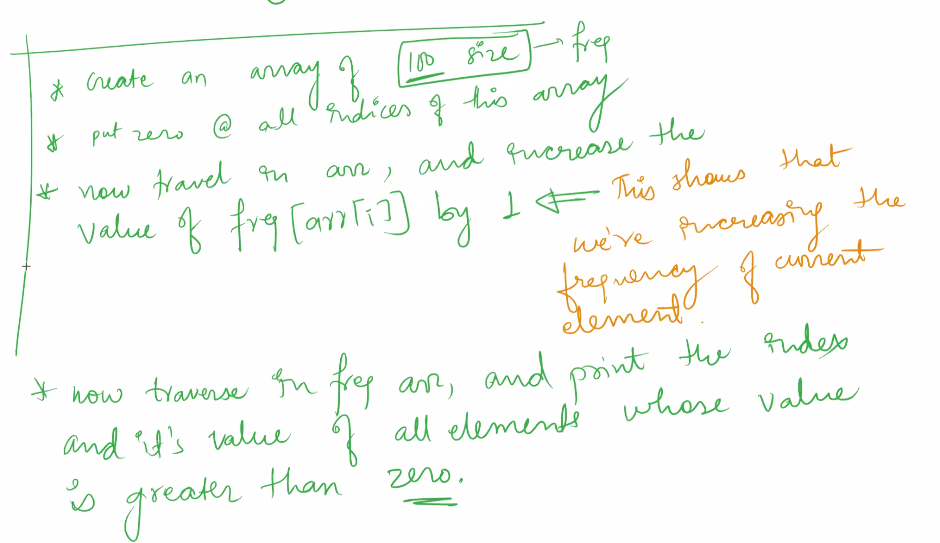 * Create an array of 100 size → freq
* put zero @ all indices of this array
* now travel in arr, and increase the
value of freq [arr[i]] by 1 ⇐ This shows that
we've increasing the
frequency of current
element.
* now traverse in freq arr, and print the index
and it's value of all elements whose value
is greater than zero.